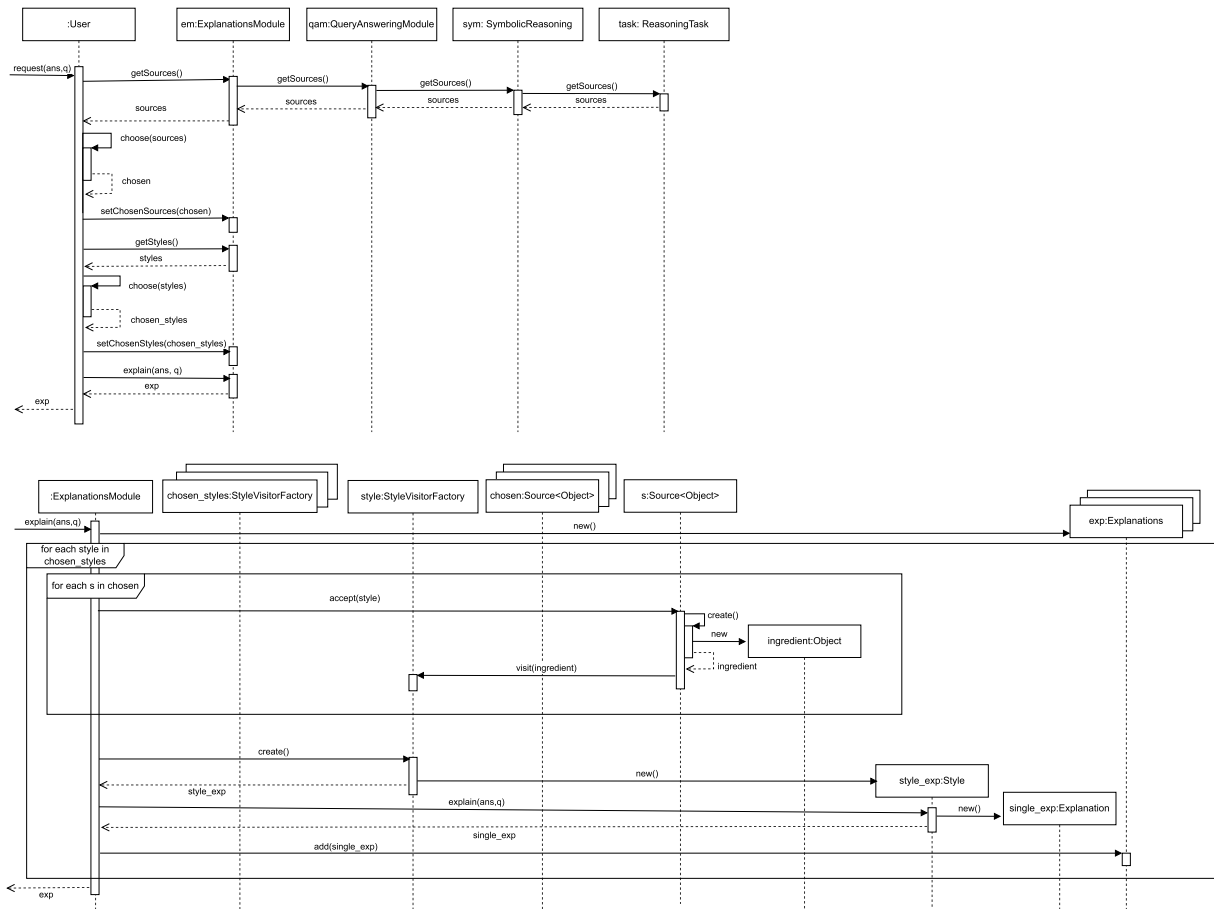 :User
em:ExplanationsModule
qam:QueryAnsweringModule
sym: SymbolicReasoning
task: ReasoningTask
request(ans,q)
getSources()
getSources()
getSources()
getSources()
sources
sources
sources
sources
choose(sources)
chosen
setChosenSources(chosen)
getStyles()
styles
choose(styles)
chosen_styles
setChosenStyles(chosen_styles)
explain(ans, q)
exp
exp
:ExplanationsModule
chosen_styles:StyleVisitorFactory
style:StyleVisitorFactory
chosen:Source<Object>
s:Source<Object>
exp:Explanations
explain(ans,q)
new()
for each style in
chosen_styles
for each s in chosen
accept(style)
create()
new
ingredient:Object
ingredient
visit(ingredient)
create()
new()
style_exp:Style
style_exp
explain(ans,q)
new()
single_exp:Explanation
single_exp
add(single_exp)
exp